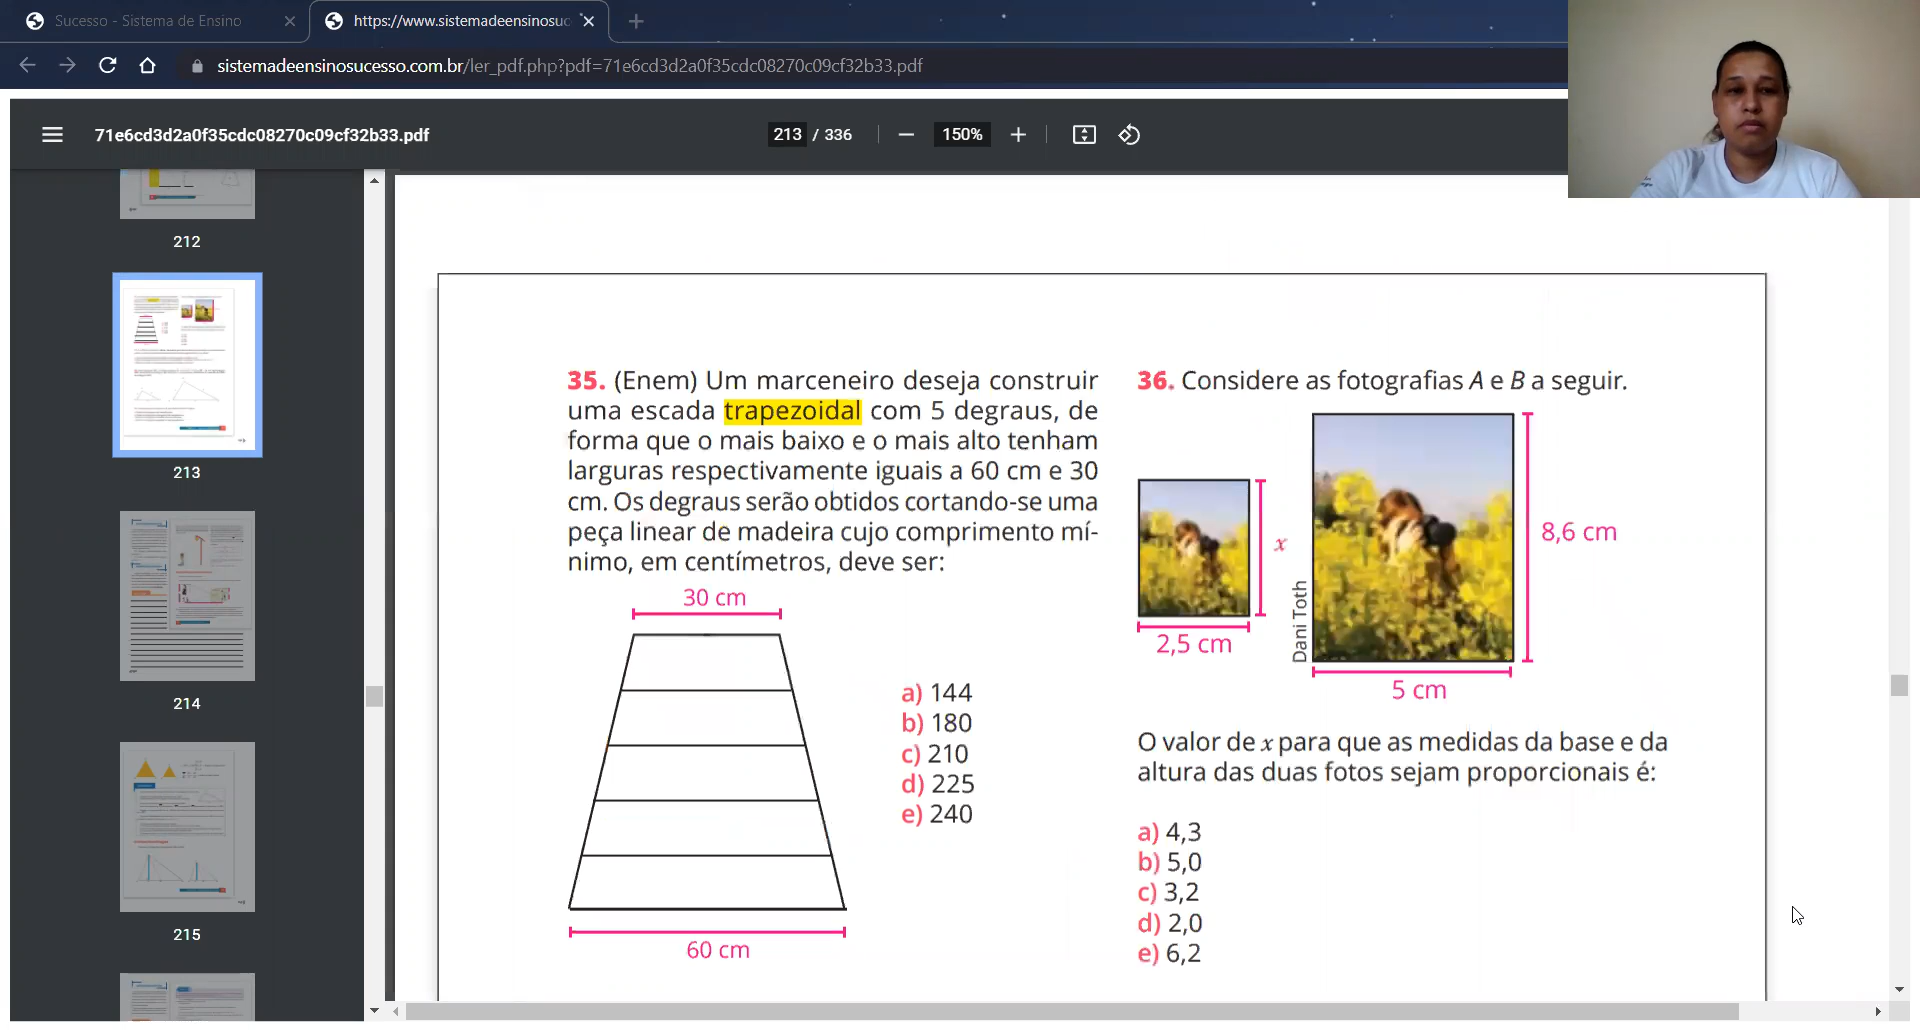 Sucesso - Sistema de Ensino
https://www.sistemadeensinosuc
sistemadeensinosucesso.com.br/ler_pdf.php?pdf=71e6cd3d2a0f35cdc08270c09cf32b33.pdf
71e6cd3d2a0f35cdc08270c09cf32b33.pdf
213 / 336
150%
212
213
214
215
35. (Enem) Um marceneiro deseja construir
uma escada trapezoidal com 5 degraus, de
forma que o mais baixo e o mais alto tenham
larguras respectivamente iguais a 60 cm e 30
cm. Os degraus serão obtidos cortando-se uma
peça linear de madeira cujo comprimento mí-
nimo, em centímetros, deve ser:
30 cm
60 cm
a) 144
b) 180
c) 210
d) 225
e) 240
36. Considere as fotografias A e B a seguir.
x
2,5 cm
Dani Toth
8,6 cm
5 cm
O valor de x para que as medidas da base e da
altura das duas fotos sejam proporcionais é:
a) 4,3
b) 5,0
c) 3,2
d) 2,0
e) 6,2